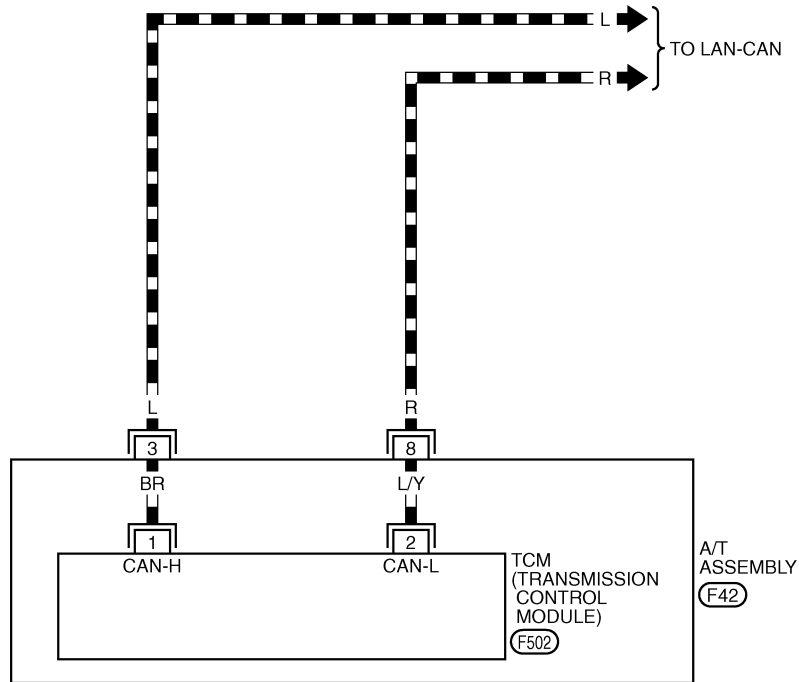 L
TO LAN-CAN
R
L
R
3
8
BR
L/Y
1
2
CAN-H
CAN-L
TCM
(TRANSMISSION
CONTROL
MODULE)
F502
A/T
ASSEMBLY
F42